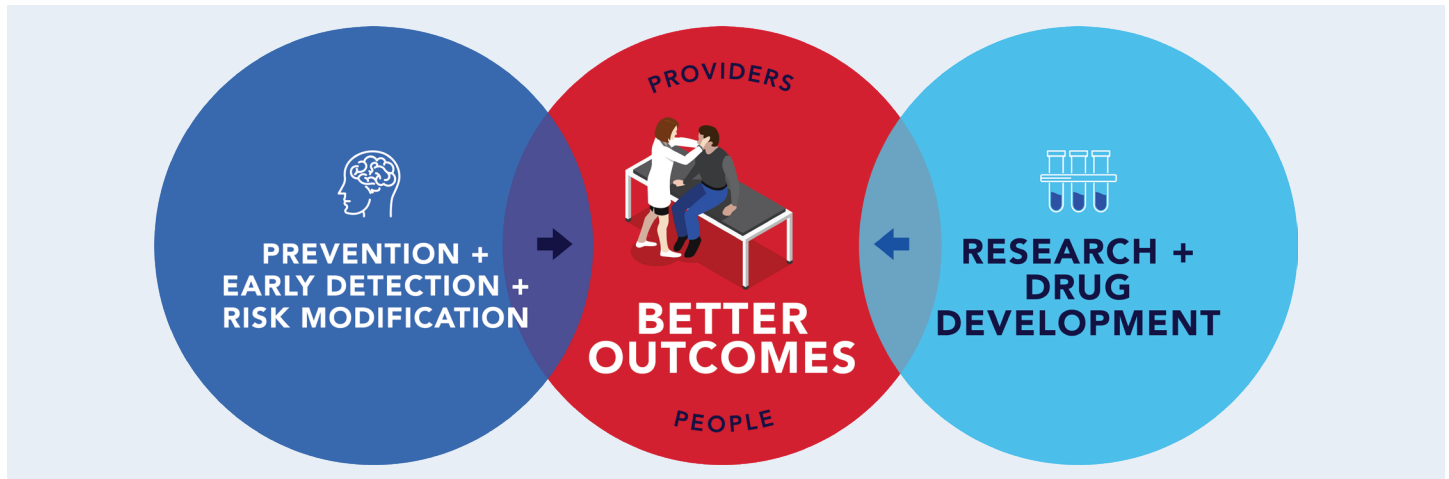 PREVENTION +
EARLY DETECTION +
RISK MODIFICATION
PROVIDERS
BETTER
OUTCOMES
PEOPLE
RESEARCH +
DRUG
DEVELOPMENT